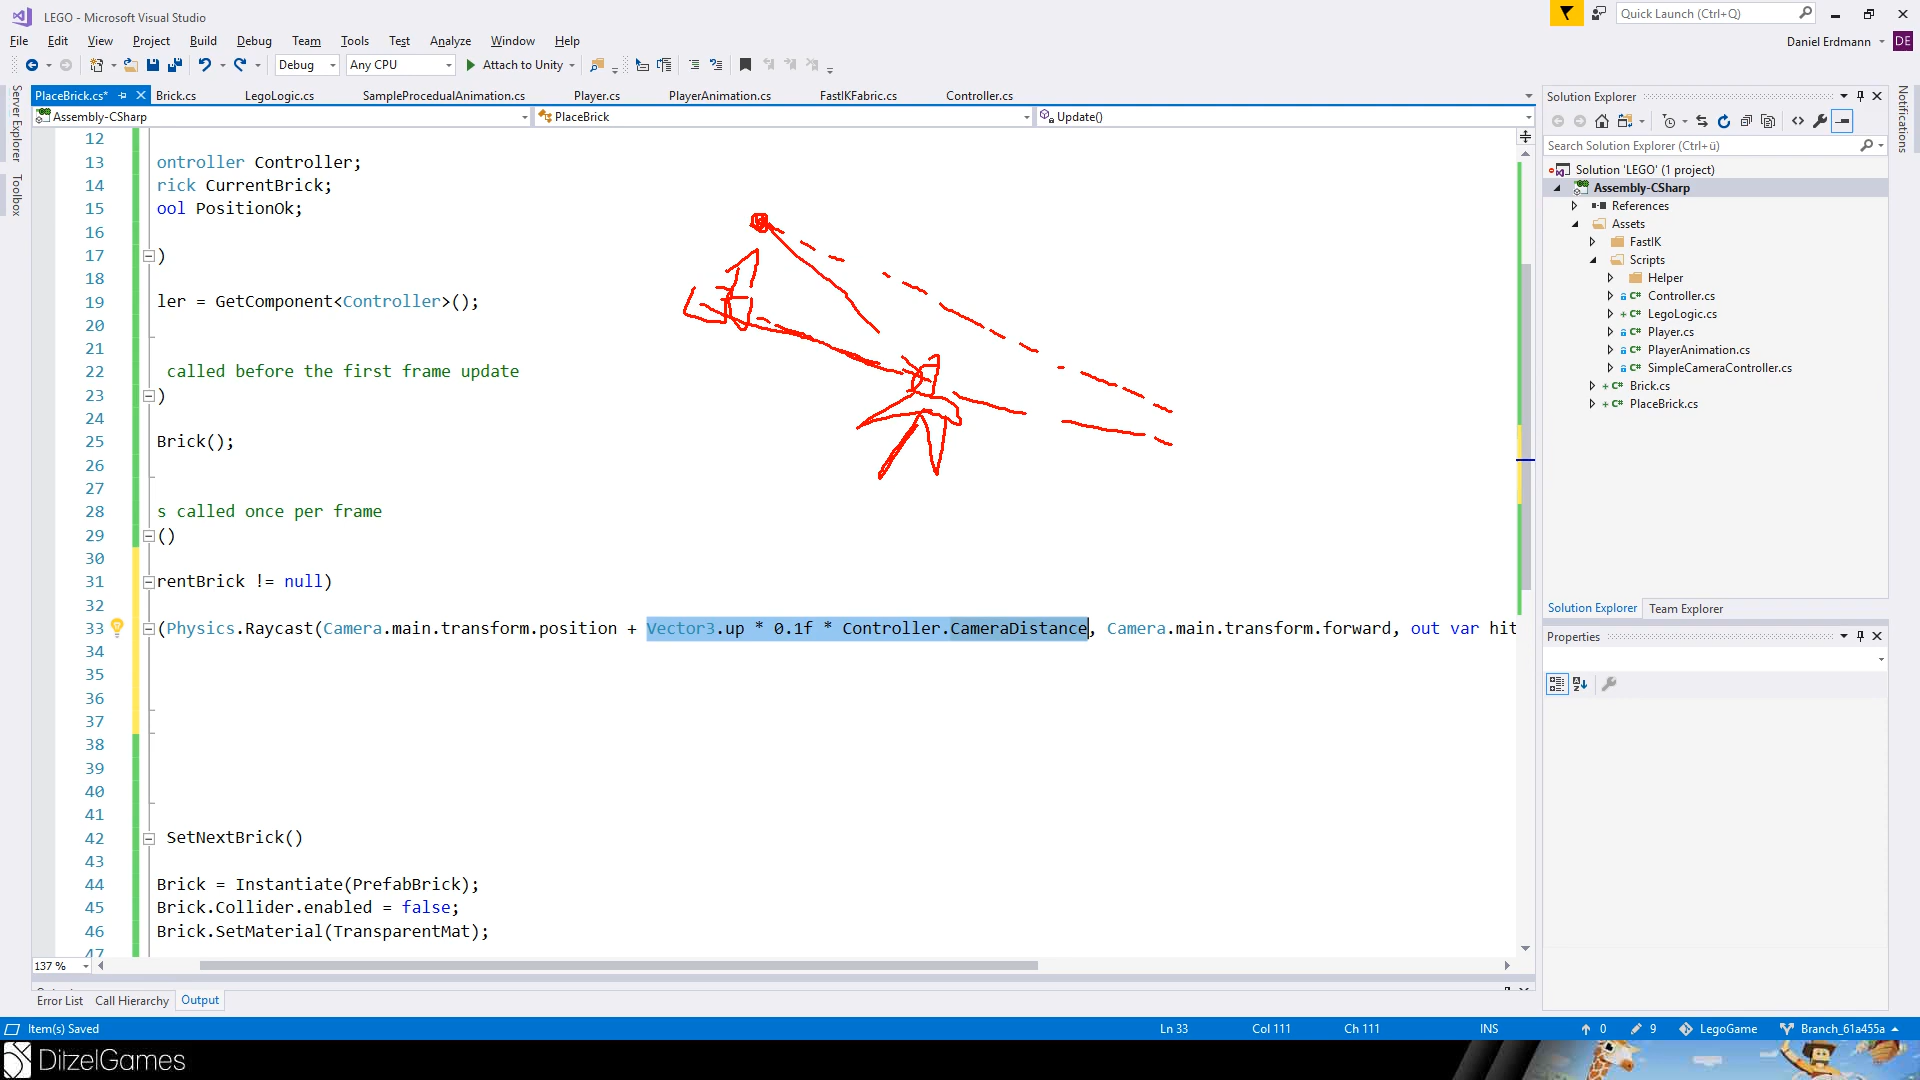 LEGO - Microsoft Visual Studio
Quick Launch (Ctrl+Q)
File Edit View Project Build Debug Team Tools Test Analyze Window Help
Daniel Erdmann DE
Debug Any CPU Attach to Unity
Server Explorer
Toolbox
Notifications
PlaceBrick.cs* Brick.cs LegoLogic.cs SampleProcedualAnimation.cs Player.cs PlayerAnimation.cs FastIKFabric.cs Controller.cs
Assembly-CSharp PlaceBrick Update()
12
13 ontroller Controller;
14 rick CurrentBrick;
15 ool PositionOk;
16
17 )
18
19 ler = GetComponent<Controller>();
20
21
22 called before the first frame update
23 )
24
25 Brick();
26
27
28 s called once per frame
29 ()
30
31 rentBrick != null)
32
33 (Physics.Raycast(Camera.main.transform.position + Vector3.up * 0.1f * Controller.CameraDistance, Camera.main.transform.forward, out var hit
34
35
36
37
38
39
40
41
42 SetNextBrick()
43
44 Brick = Instantiate(PrefabBrick);
45 Brick.Collider.enabled = false;
46 Brick.SetMaterial(TransparentMat);
47
137 %
Error List Call Hierarchy Output
Solution Explorer
Search Solution Explorer (Ctrl+ü)
Solution 'LEGO' (1 project)
Assembly-CSharp
References
Assets
FastIK
Scripts
Helper
Controller.cs
LegoLogic.cs
Player.cs
PlayerAnimation.cs
SimpleCameraController.cs
Brick.cs
PlaceBrick.cs
Solution Explorer Team Explorer
Properties
Item(s) Saved Ln 33 Col 111 Ch 111 INS 0 9 LegoGame Branch_61a455a
DitzelGames